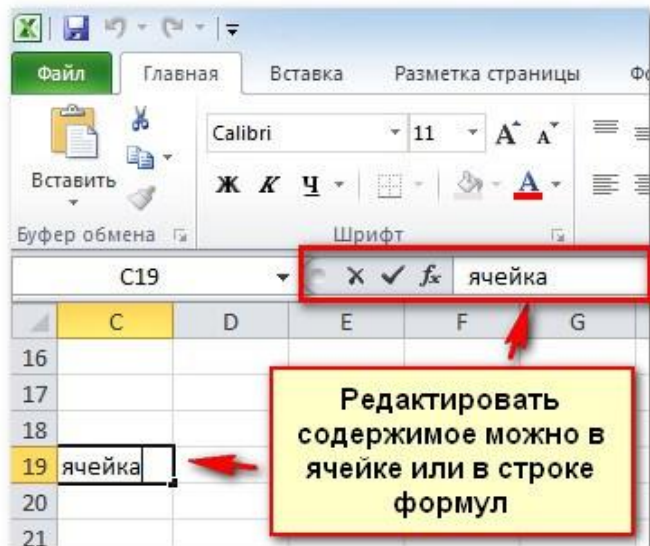 Файл Главная Вставка Разметка страницы
Вставить
Calibri 11 A A
Ж К Ч A
Буфер обмена Шрифт
C19 fx ячейка
C D E F G
16
17
18
19 ячейка
20
21
Редактировать
содержимое можно в
ячейке или в строке
формул